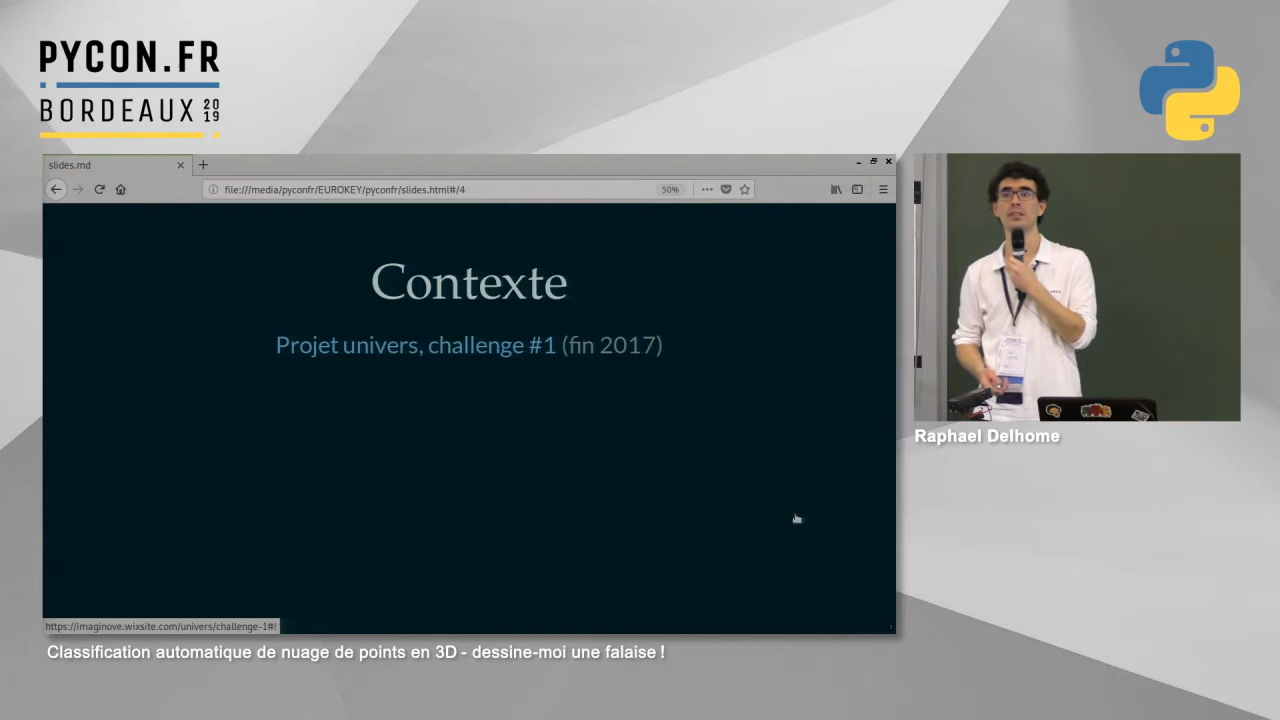 PYCON.FR
BORDEAUX 2019
slides.md
file:///media/pyconfr/EUROKEY/pyconfr/slides.html#/4
50%
Contexte
Projet univers, challenge #1 (fin 2017)
https://imaginove.wixsite.com/univers/challenge-1#!
Raphael Delhome
Classification automatique de nuage de points en 3D - dessine-moi une falaise !